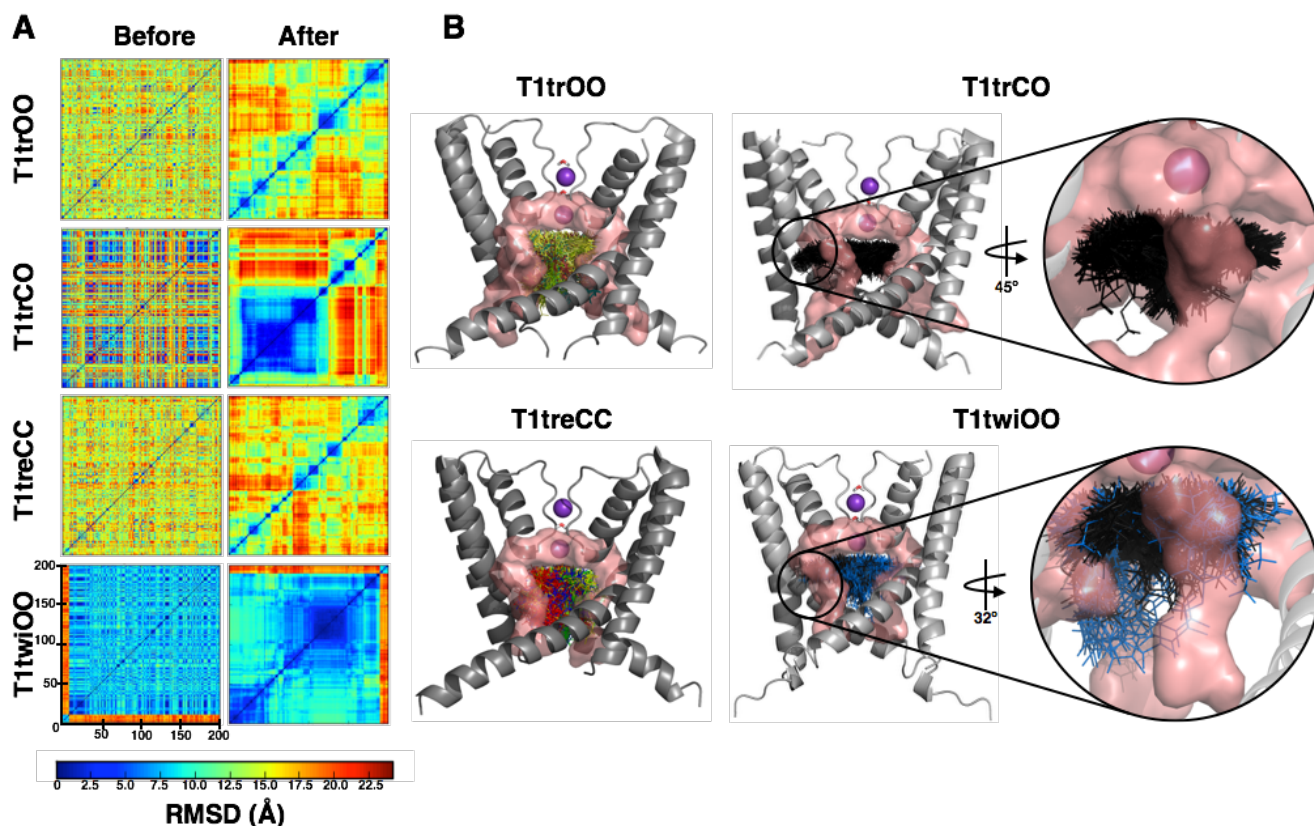 A
Before
After
T1trOO
T1trCO
T1treCC
T1twiOO
200
150
100
50
0
50
100
150
200
0 2.5 5.0 7.5 10.0 12.5 15.0 17.5 20.0 22.5
RMSD (Å)
B
T1trOO
T1trCO
45°
T1treCC
T1twiOO
32°